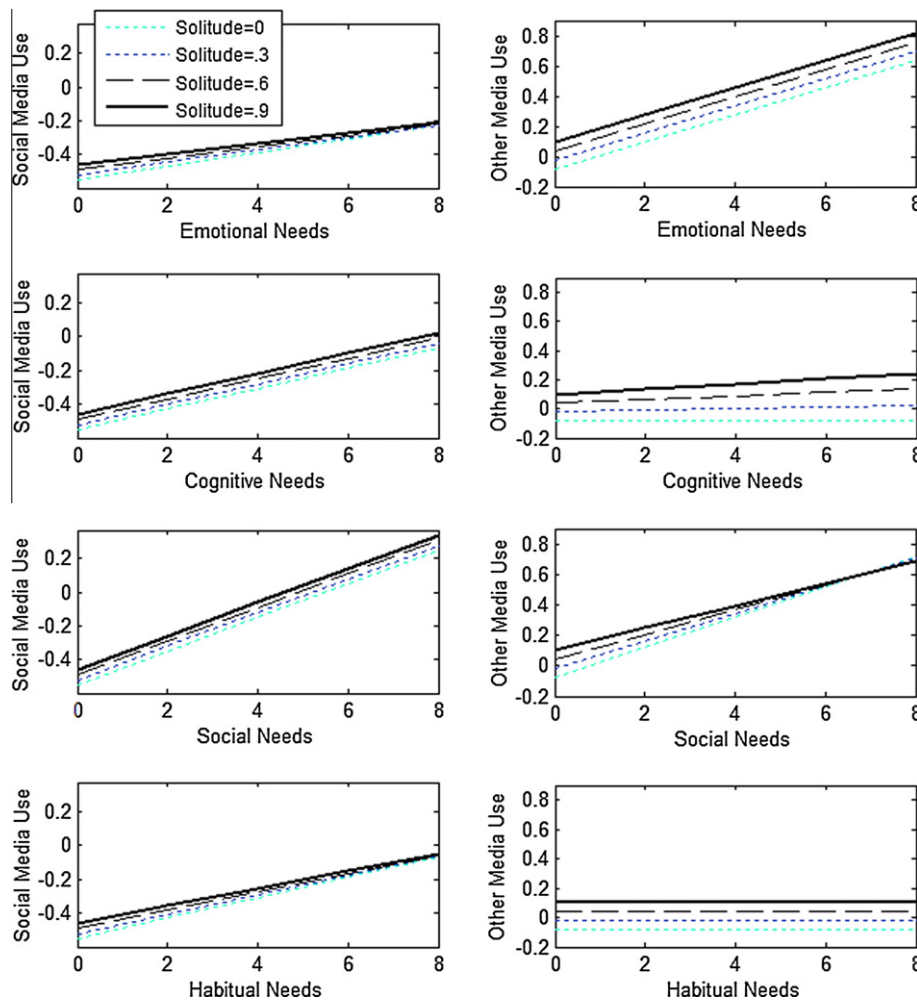 Solitude=0
Solitude=.3
Solitude=.6
Solitude=.9
Social Media Use
0.2
0
-0.2
-0.4
0 2 4 6 8
Emotional Needs
Other Media Use
0.8
0.6
0.4
0.2
0
-0.2
0 2 4 6 8
Emotional Needs
Social Media Use
0.2
0
-0.2
-0.4
0 2 4 6 8
Cognitive Needs
Other Media Use
0.8
0.6
0.4
0.2
0
-0.2
0 2 4 6 8
Cognitive Needs
Social Media Use
0.2
0
-0.2
-0.4
0 2 4 6 8
Social Needs
Other Media Use
0.8
0.6
0.4
0.2
0
-0.2
0 2 4 6 8
Social Needs
Social Media Use
0.2
0
-0.2
-0.4
0 2 4 6 8
Habitual Needs
Other Media Use
0.8
0.6
0.4
0.2
0
-0.2
0 2 4 6 8
Habitual Needs